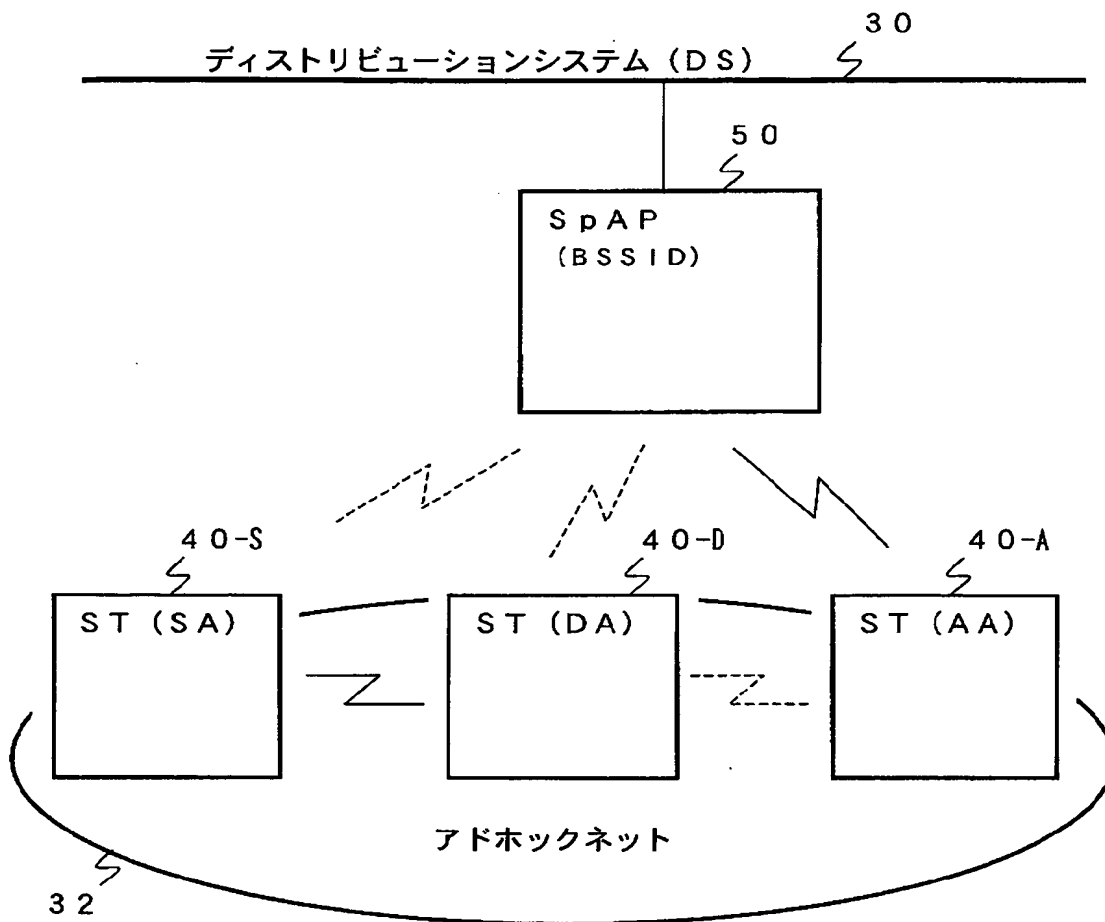 ３０
ディストリビューションシステム（ＤＳ）
５０
ＳｐＡＰ
（ＢＳＳＩＤ）
４０-S
４０-D
４０-A
ＳＴ（ＳＡ）
ＳＴ（ＤＡ）
ＳＴ（ＡＡ）
アドホックネット
３２